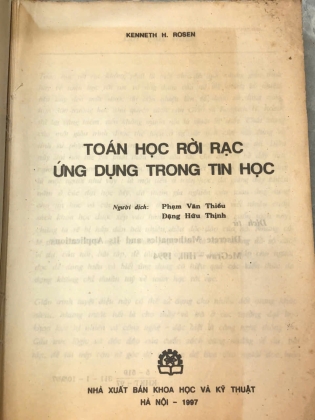 KENNETH H. ROSEN
TOÁN HỌC RỜI RẠC
ỨNG DỤNG TRONG TIN HỌC
Người dịch: Phạm Văn Thiều
Đặng Hữu Thịnh
NHÀ XUẤT BẢN KHOA HỌC VÀ KỸ THUẬT
HÀ NỘI - 1997